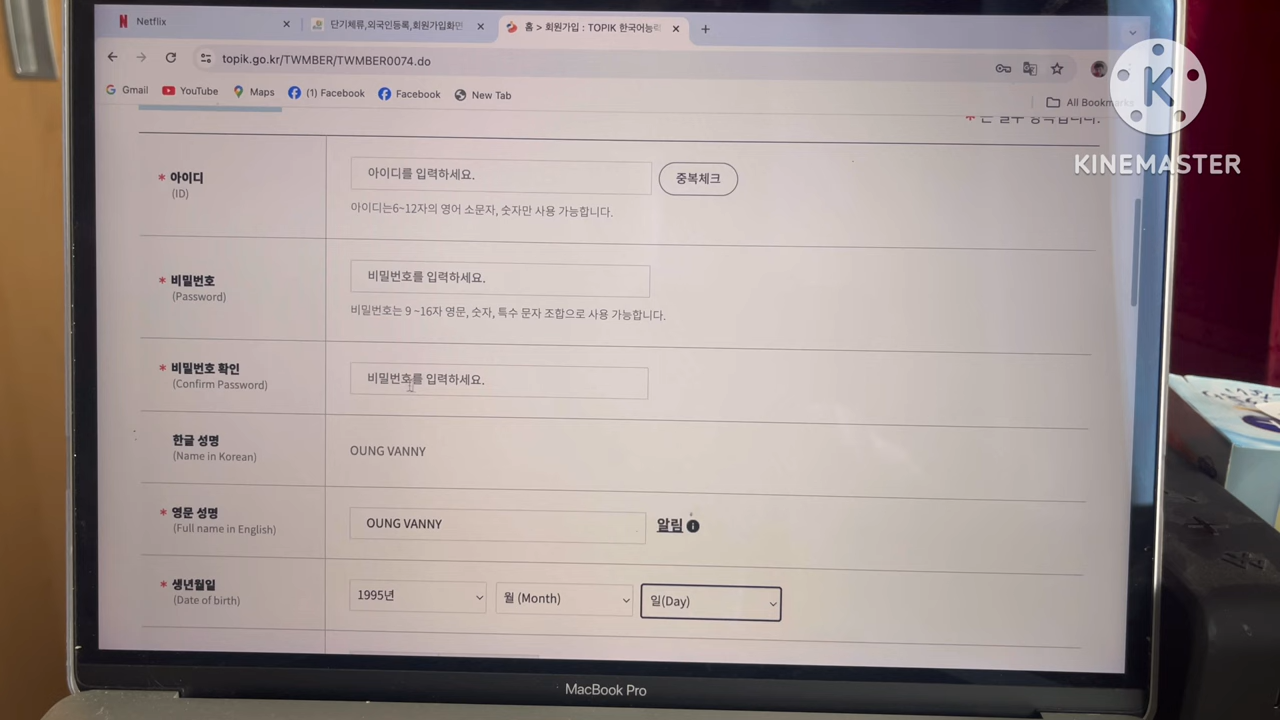 Netflix
단기체류,외국인등록,회원가입화면
홈 > 회원가입 : TOPIK 한국어능력
topik.go.kr/TWMBER/TWMBER0074.do
Gmail
YouTube
Maps
(1) Facebook
Facebook
New Tab
All Bookmarks
K
KINEMASTER
* 아이디
(ID)
아이디를 입력하세요.
중복체크
아이디는6~12자의 영어 소문자, 숫자만 사용 가능합니다.
* 비밀번호
(Password)
비밀번호를 입력하세요.
비밀번호는 9 ~16자 영문, 숫자, 특수 문자 조합으로 사용 가능합니다.
* 비밀번호 확인
(Confirm Password)
비밀번호를 입력하세요.
한글 성명
(Name in Korean)
OUNG VANNY
* 영문 성명
(Full name in English)
OUNG VANNY
알림
* 생년월일
(Date of birth)
1995년
월 (Month)
일(Day)
MacBook Pro